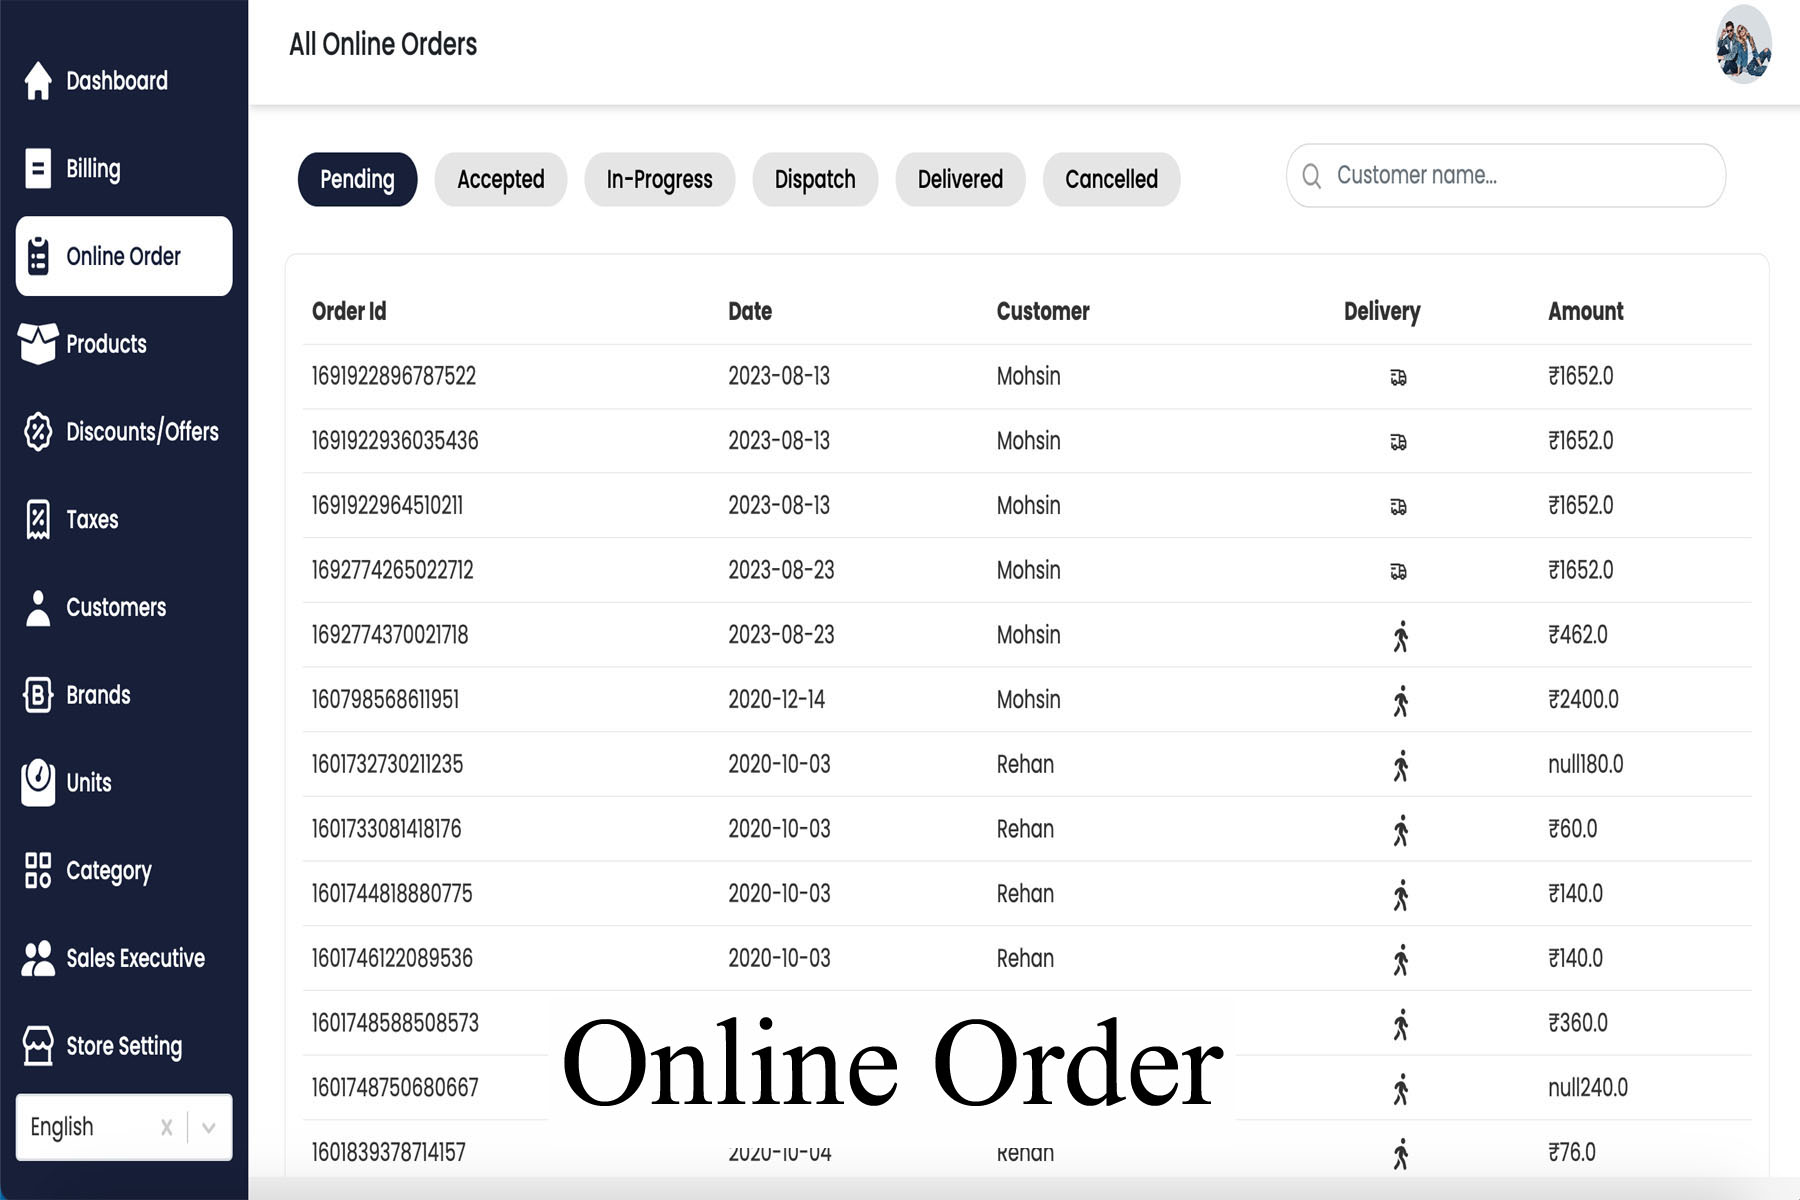 Dashboard
Billing
Online Order
Products
Discounts/Offers
Taxes
Customers
Brands
Units
Category
Sales Executive
Store Setting
English
All Online Orders
Pending Accepted In-Progress Dispatch Delivered Cancelled Customer name...
Order Id Date Customer Delivery Amount
1691922896787522 2023-08-13 Mohsin ₹1652.0
1691922936035436 2023-08-13 Mohsin ₹1652.0
1691922964510211 2023-08-13 Mohsin ₹1652.0
1692774265022712 2023-08-23 Mohsin ₹1652.0
1692774370021718 2023-08-23 Mohsin ₹462.0
160798568611951 2020-12-14 Mohsin ₹2400.0
1601732730211235 2020-10-03 Rehan null180.0
1601733081418176 2020-10-03 Rehan ₹60.0
1601744818880775 2020-10-03 Rehan ₹140.0
1601746122089536 2020-10-03 Rehan ₹140.0
1601748588508573 ₹360.0
Online Order
1601748750680667 null240.0
1601839378714157 2020-10-04 Rehan ₹76.0